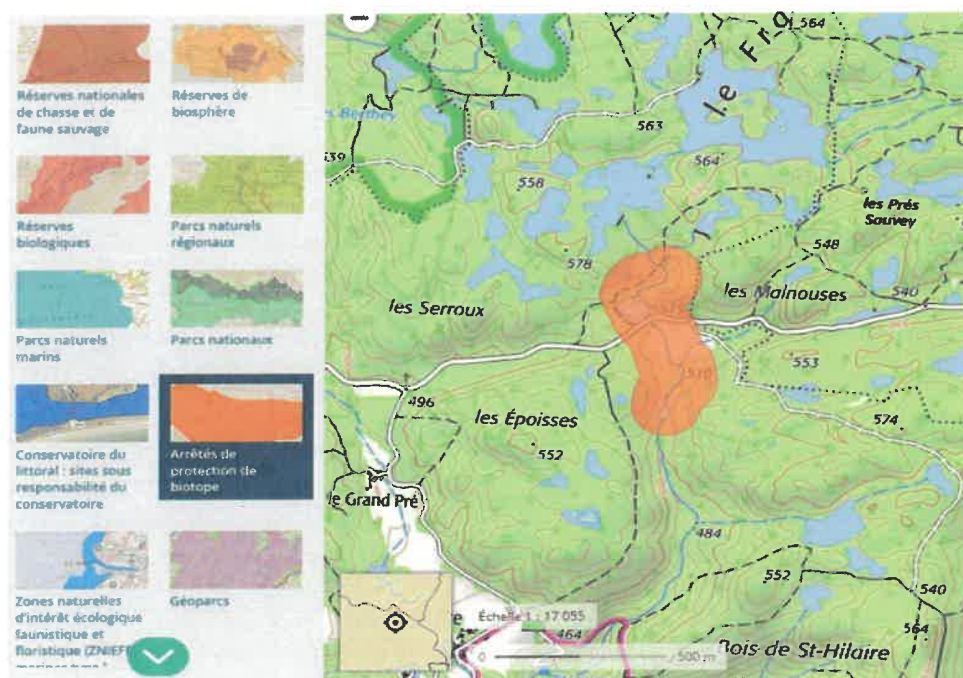 Réserves nationales
de chasse et de
faune sauvage
Réserves de
biosphère
Réserves
biologiques
Parcs naturels
régionaux
Parcs naturels
marins
Parcs nationaux
Conservatoire du
littoral : sites sous
responsabilité du
conservatoire
Arrêtés de
protection de
biotope
Zones naturelles
d'intérêt écologique
faunistique et
floristique (ZNIEFF
Géoparcs
564
le Fro
Berthey
563
539
564
558
les Prés
Sauvey
548
578
540
les Serroux
les Malnouses
553
510
496
574
les Époisses
552
le Grand Pré
484
552
540
Échelle 1 : 17 055
464
564
0
500 m
Bois de St-Hilaire